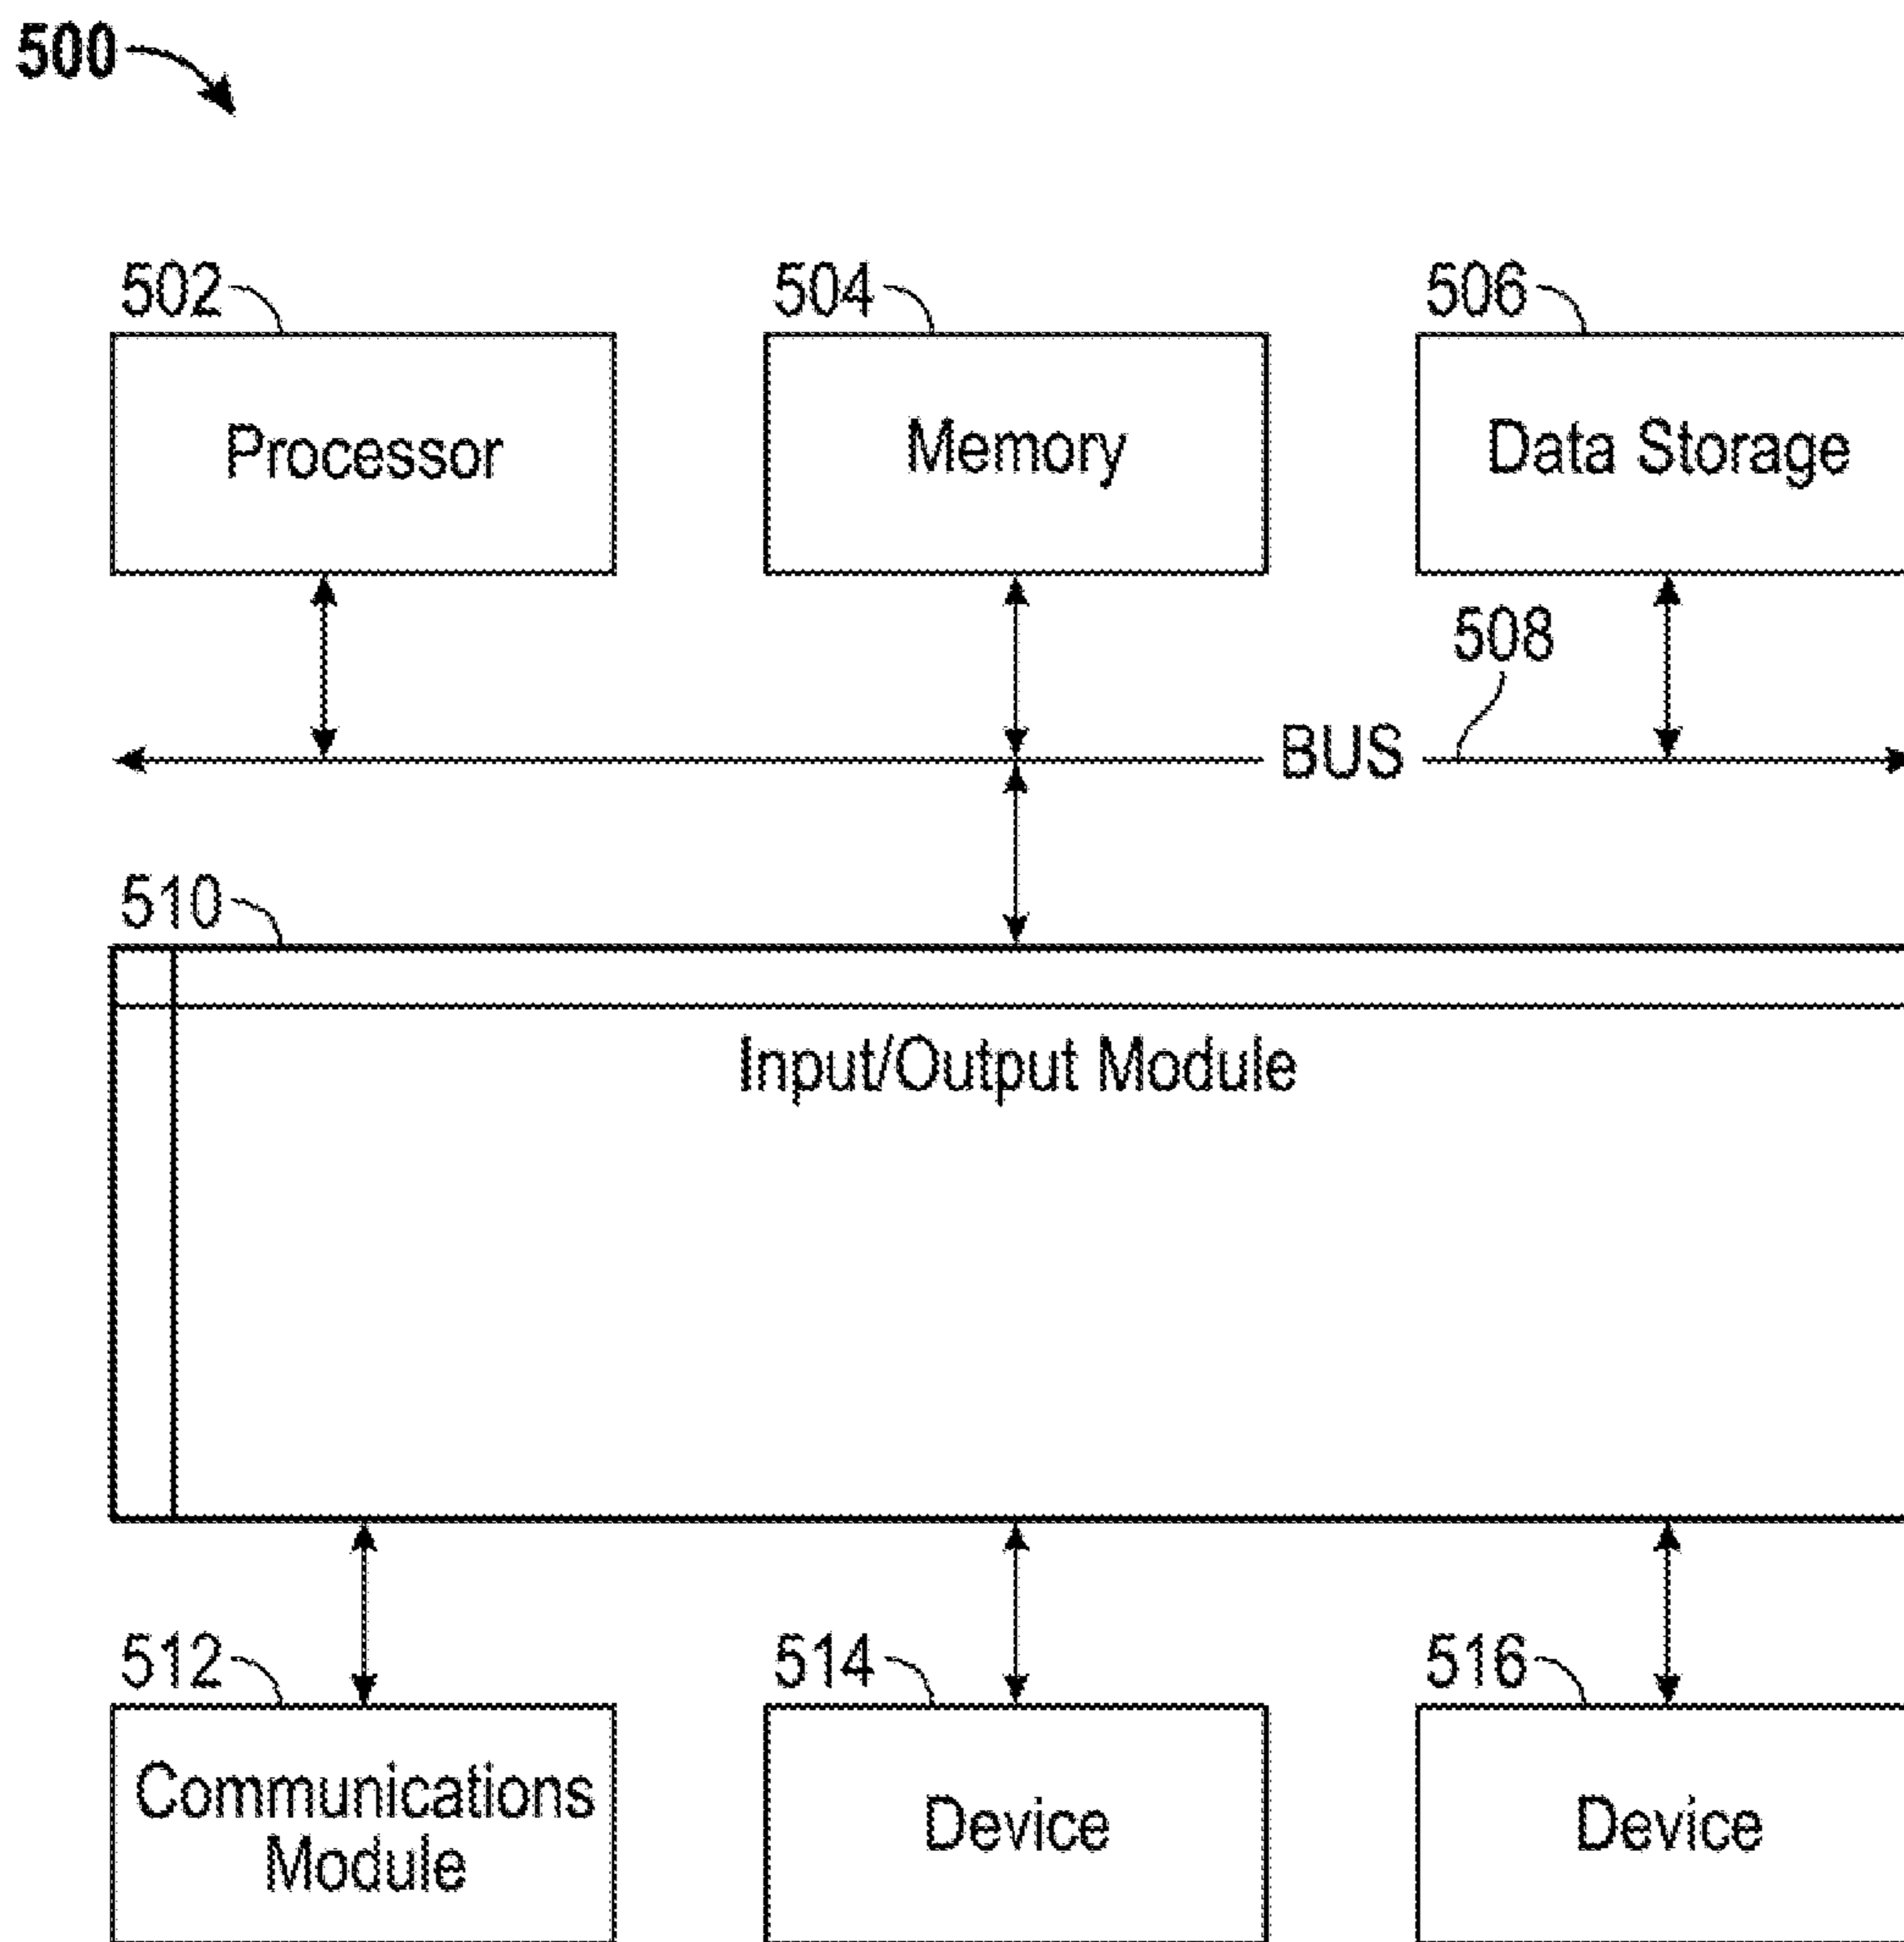 500
502
504
506
Processor
Memory
Data Storage
508
BUS
510
Input/Output Module
512
514
516
Communications
Module
Device
Device